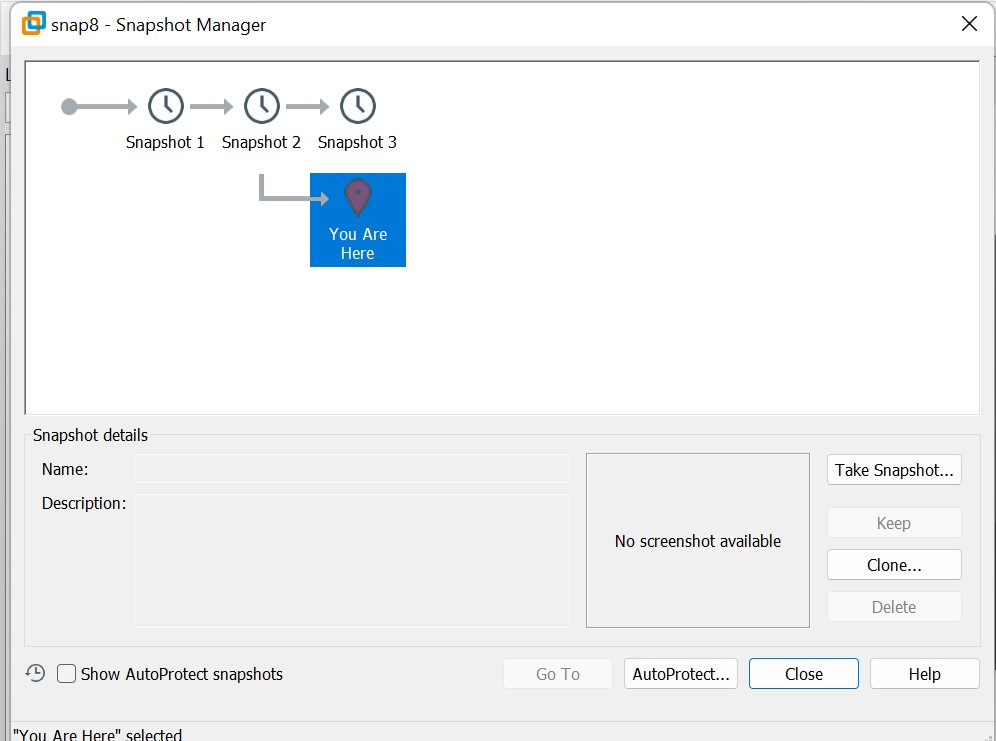 snap8 - Snapshot Manager
Snapshot 1 Snapshot 2 Snapshot 3
You Are
Here
Snapshot details
Name:
Description:
No screenshot available
Take Snapshot...
Keep
Clone...
Delete
Show AutoProtect snapshots
Go To
AutoProtect...
Close
Help
"You Are Here" selected